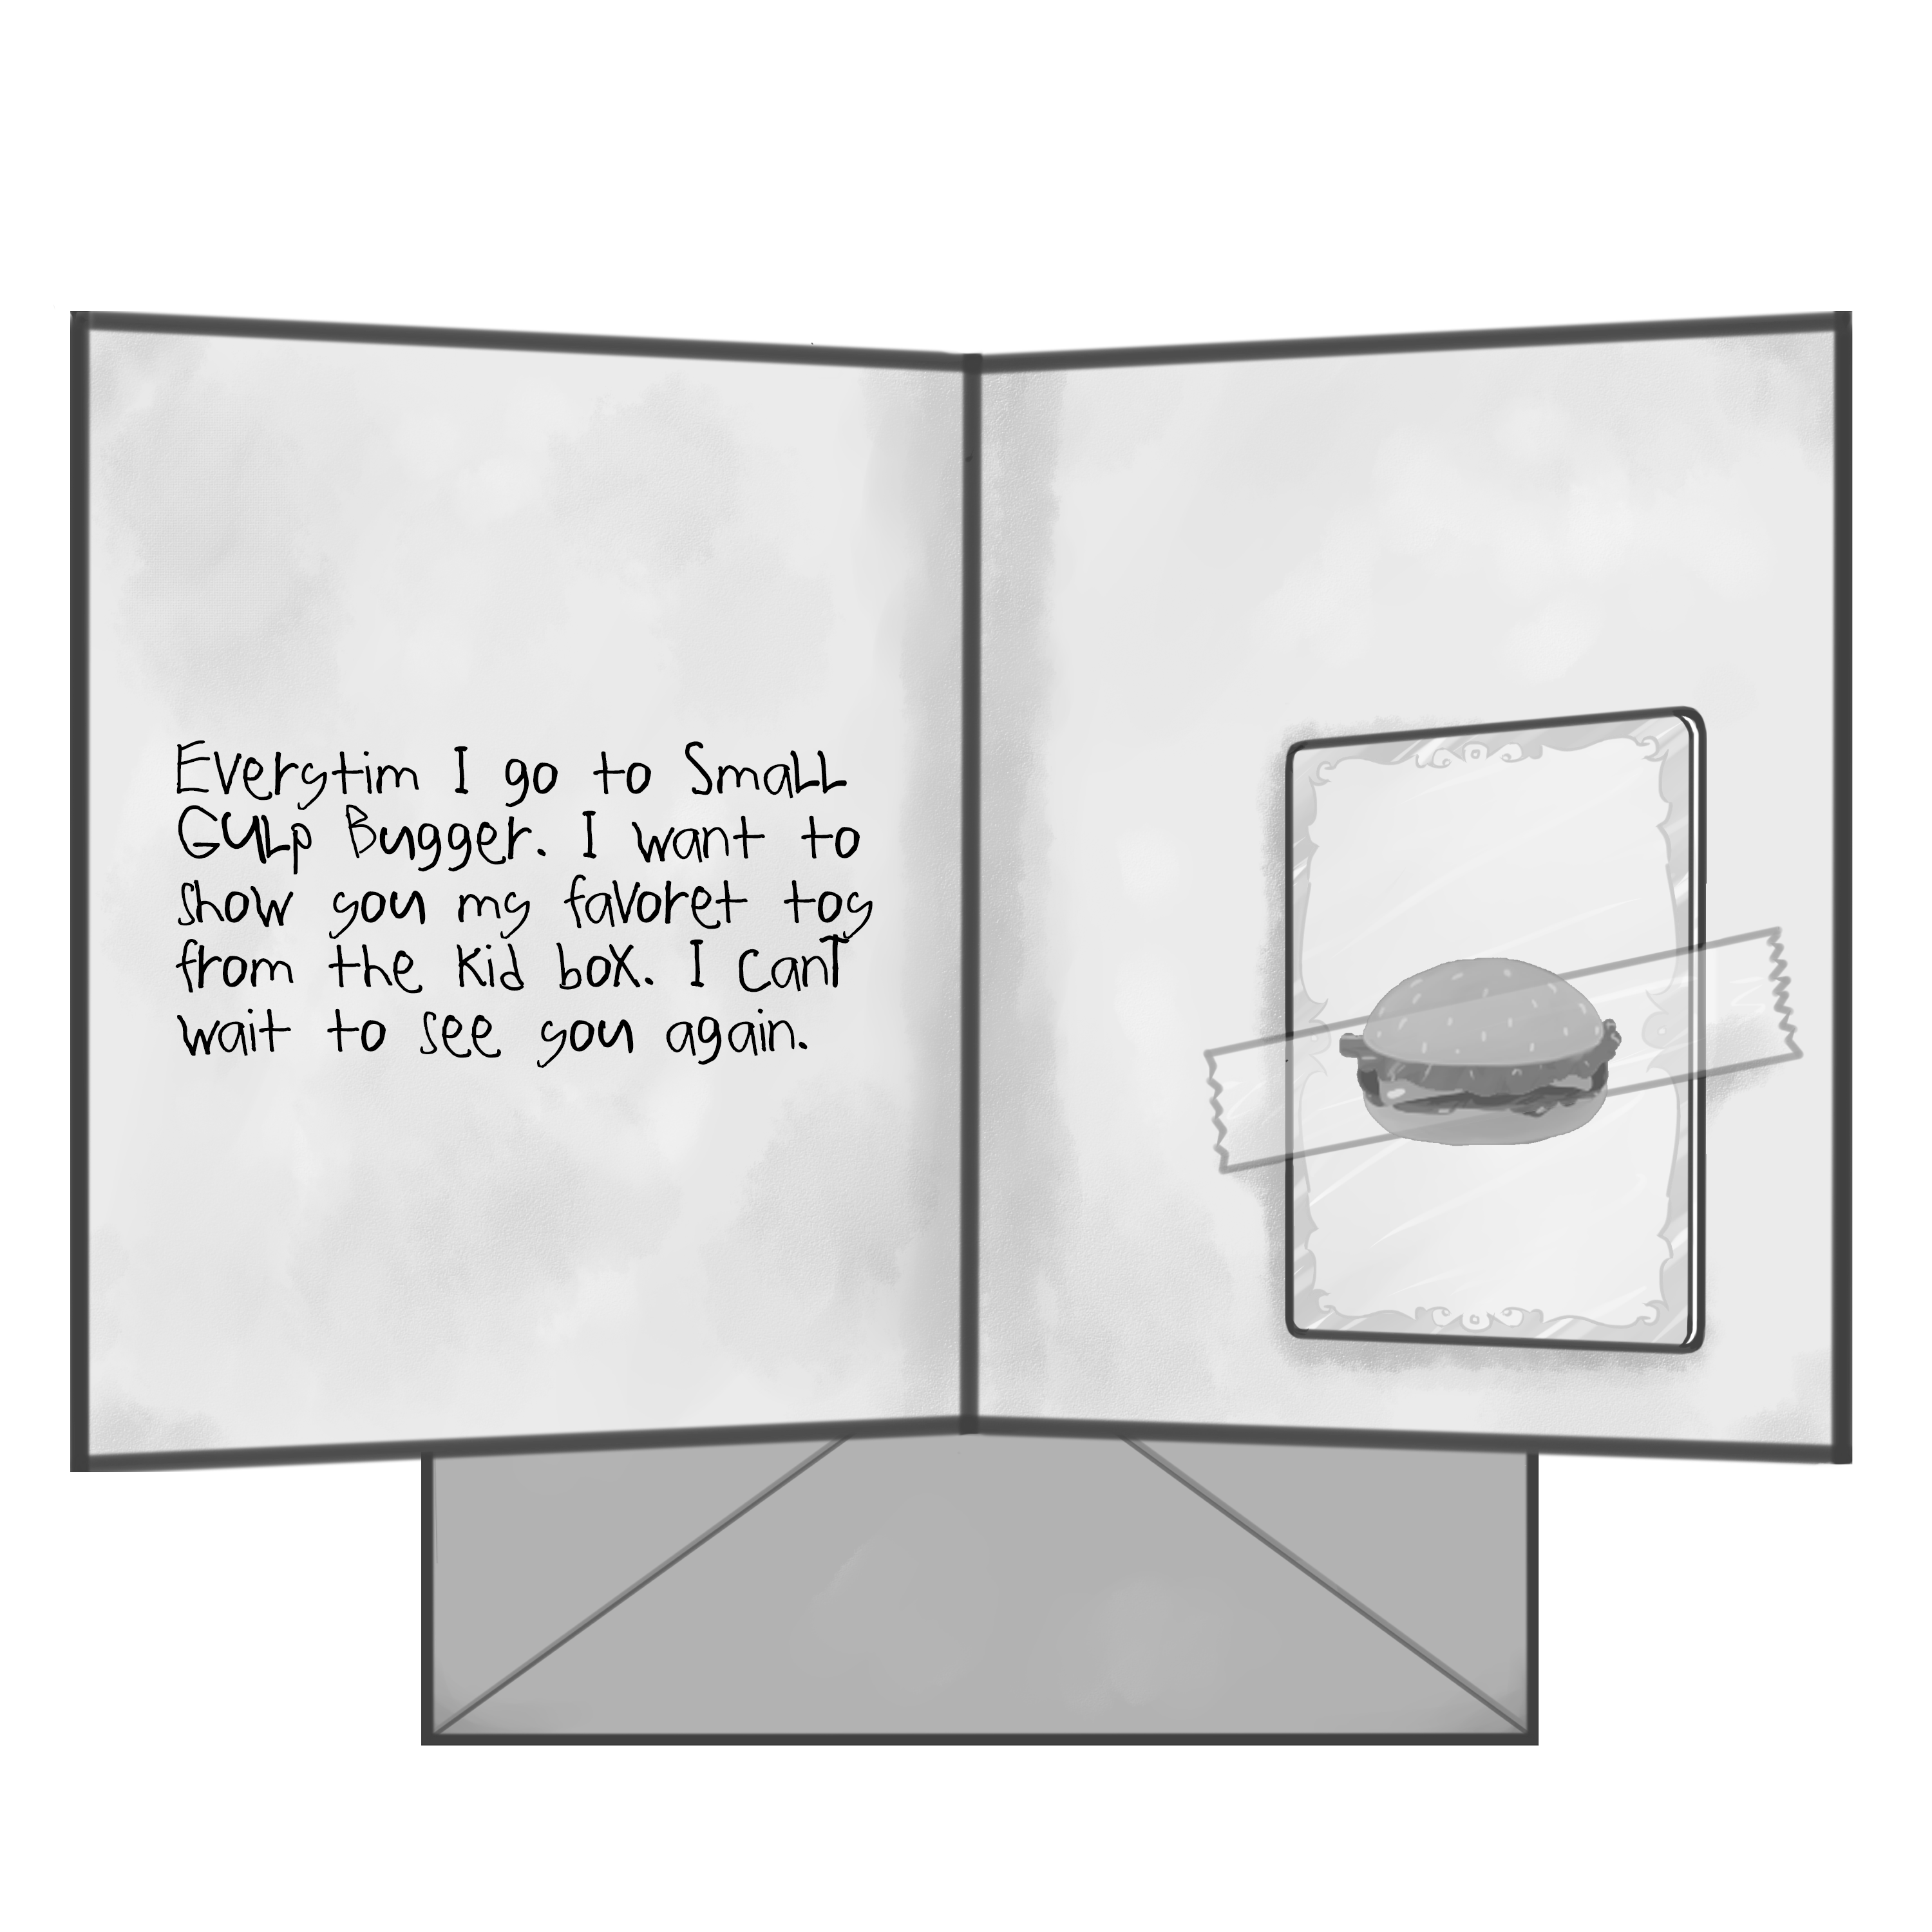 Everytim I go to SmaLL
GULp Bugger. I want to
show you my favoret toy
from the kid box. I canT
wait to see you again.